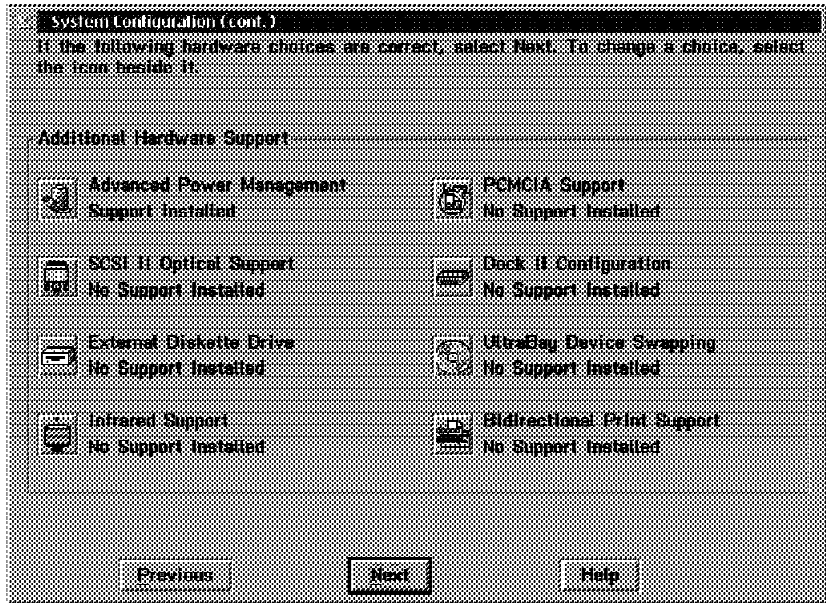 System Configuration (cont.)
If the following hardware choices are correct, select Next. To change a choice, select
the icon beside it.
Additional Hardware Support
Advanced Power Management
Support Installed
PCMCIA Support
No Support Installed
SCSI II Optical Support
No Support Installed
Dock II Configuration
No Support Installed
External Diskette Drive
No Support Installed
UltraBay Device Swapping
No Support Installed
Infrared Support
No Support Installed
Bidirectional Print Support
No Support Installed
Previous
Next
Help